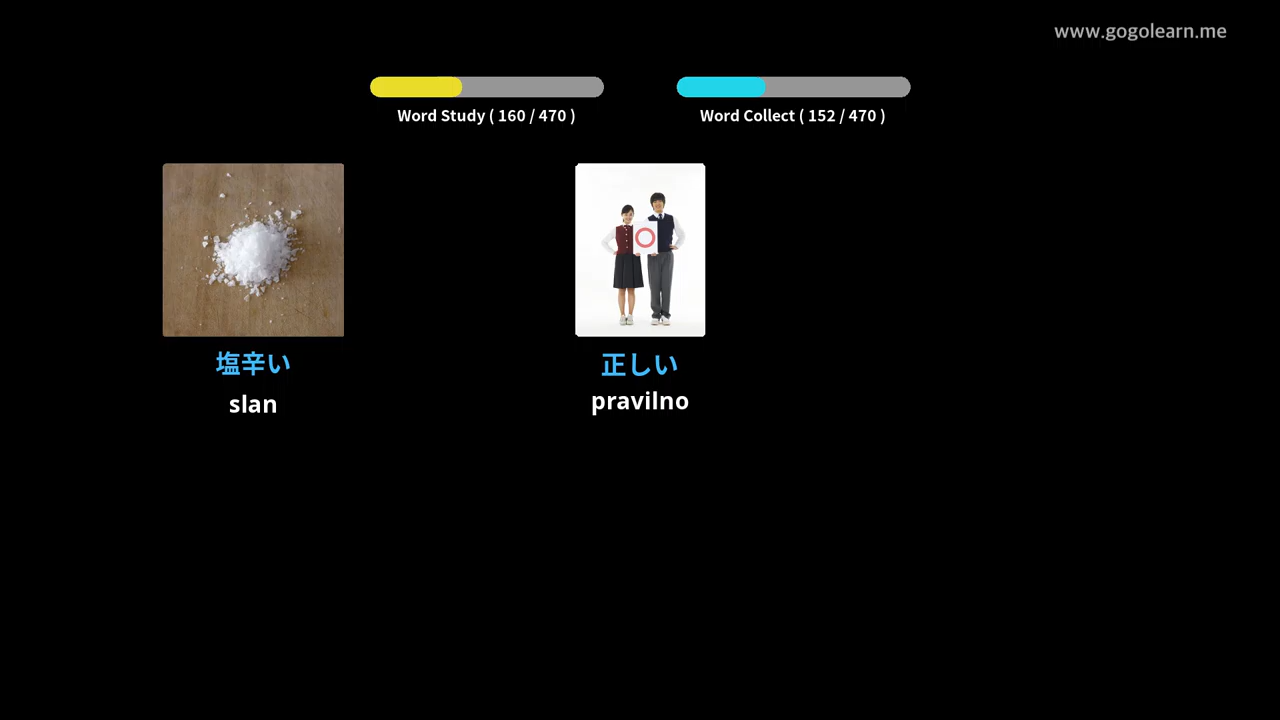 www.gogolearn.me
Word Study ( 160 / 470 )
Word Collect ( 152 / 470 )
塩辛い
slan
正しい
pravilno